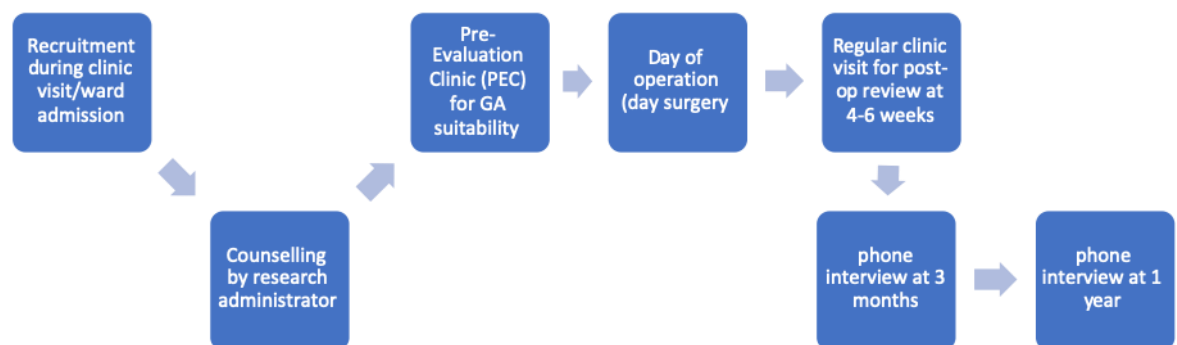 Recruitment
during clinic
visit/ward
admission
Counselling
by research
administrator
Pre-
Evaluation
Clinic (PEC)
for GA
suitability
Day of
operation
(day surgery
Regular clinic
visit for post-
op review at
4-6 weeks
phone
interview at 3
months
phone
interview at 1
year